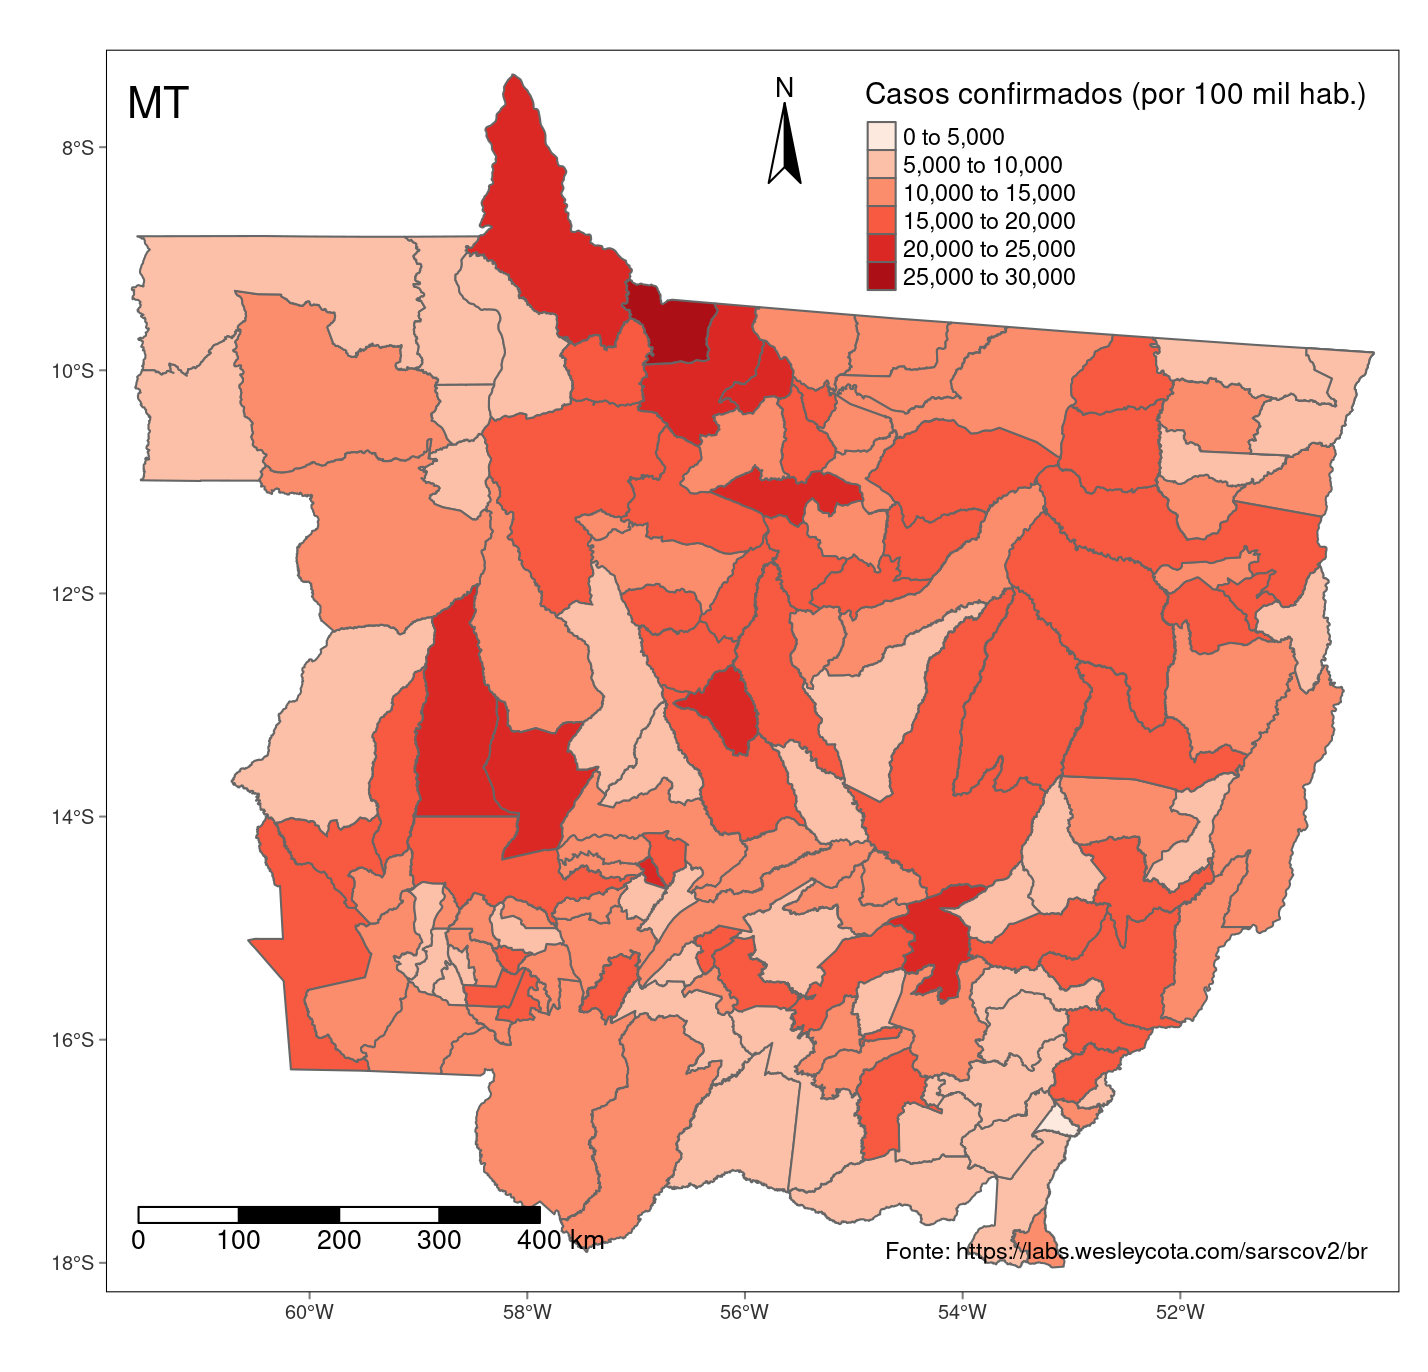 MT
N
Casos confirmados (por 100 mil hab.)
0 to 5,000
5,000 to 10,000
10,000 to 15,000
15,000 to 20,000
20,000 to 25,000
25,000 to 30,000
8°S
10°S
12°S
14°S
16°S
18°S
0 100 200 300 400 km
Fonte: https://labs.wesleycota.com/sarscov2/br
60°W 58°W 56°W 54°W 52°W